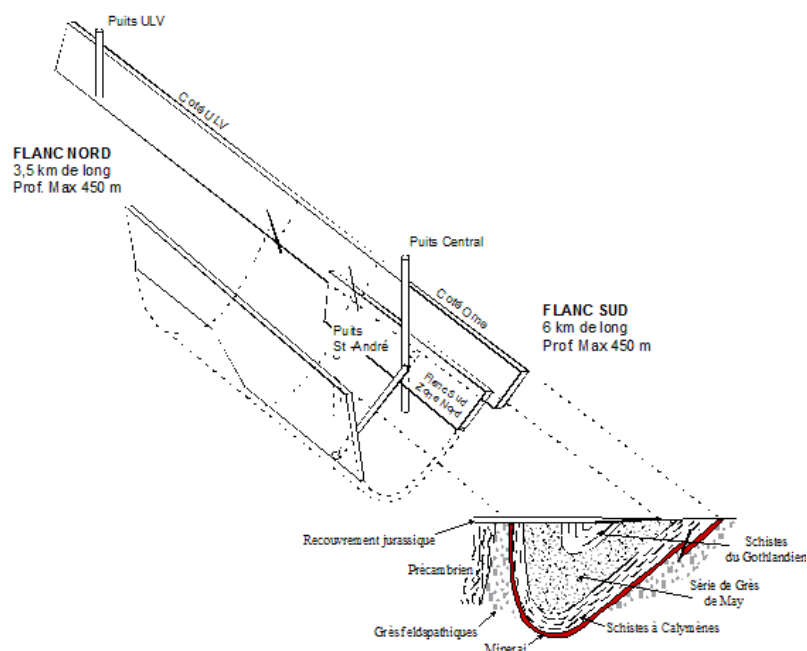 Puits ULV
Coté ULV
FLANC NORD
3,5 km de long
Prof. Max 450 m
Puits Central
Coté Orne
FLANC SUD
6 km de long
Prof Max 450 m
Puits
St-André
Flanc Sud
Zone Nord
Recouvrement jurassique
Schistes
du Gothlandien
Précambrien
Série de Grès
de May
Grès feldspathiques
Schistes à Calymènes
Minerai